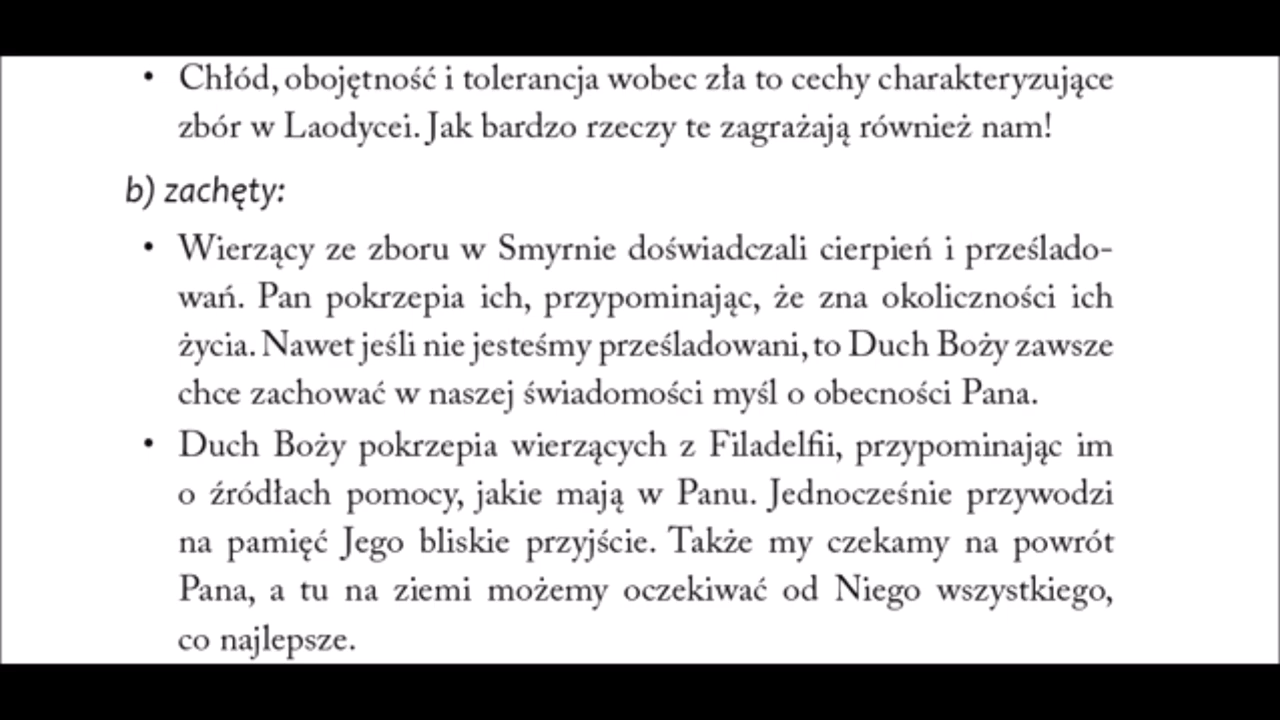 • Chłód, obojętność i tolerancja wobec zła to cechy charakteryzujące
zbór w Laodycei. Jak bardzo rzeczy te zagrażają również nam!
b) zachęty:
• Wierzący ze zboru w Smyrnie doświadczali cierpień i prześlado-
wań. Pan pokrzepia ich, przypominając, że zna okoliczności ich
życia. Nawet jeśli nie jesteśmy prześladowani, to Duch Boży zawsze
chce zachować w naszej świadomości myśl o obecności Pana.
• Duch Boży pokrzepia wierzących z Filadelfii, przypominając im
o źródłach pomocy, jakie mają w Panu. Jednocześnie przywodzi
na pamięć Jego bliskie przyjście. Także my czekamy na powrót
Pana, a tu na ziemi możemy oczekiwać od Niego wszystkiego,
co najlepsze.